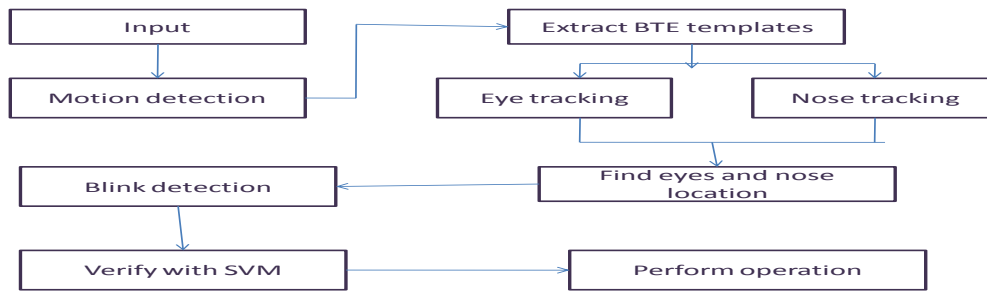 Input
Extract BTE templates
Motion detection
Eye tracking
Nose tracking
Find eyes and nose
location
Blink detection
Verify with SVM
Perform operation